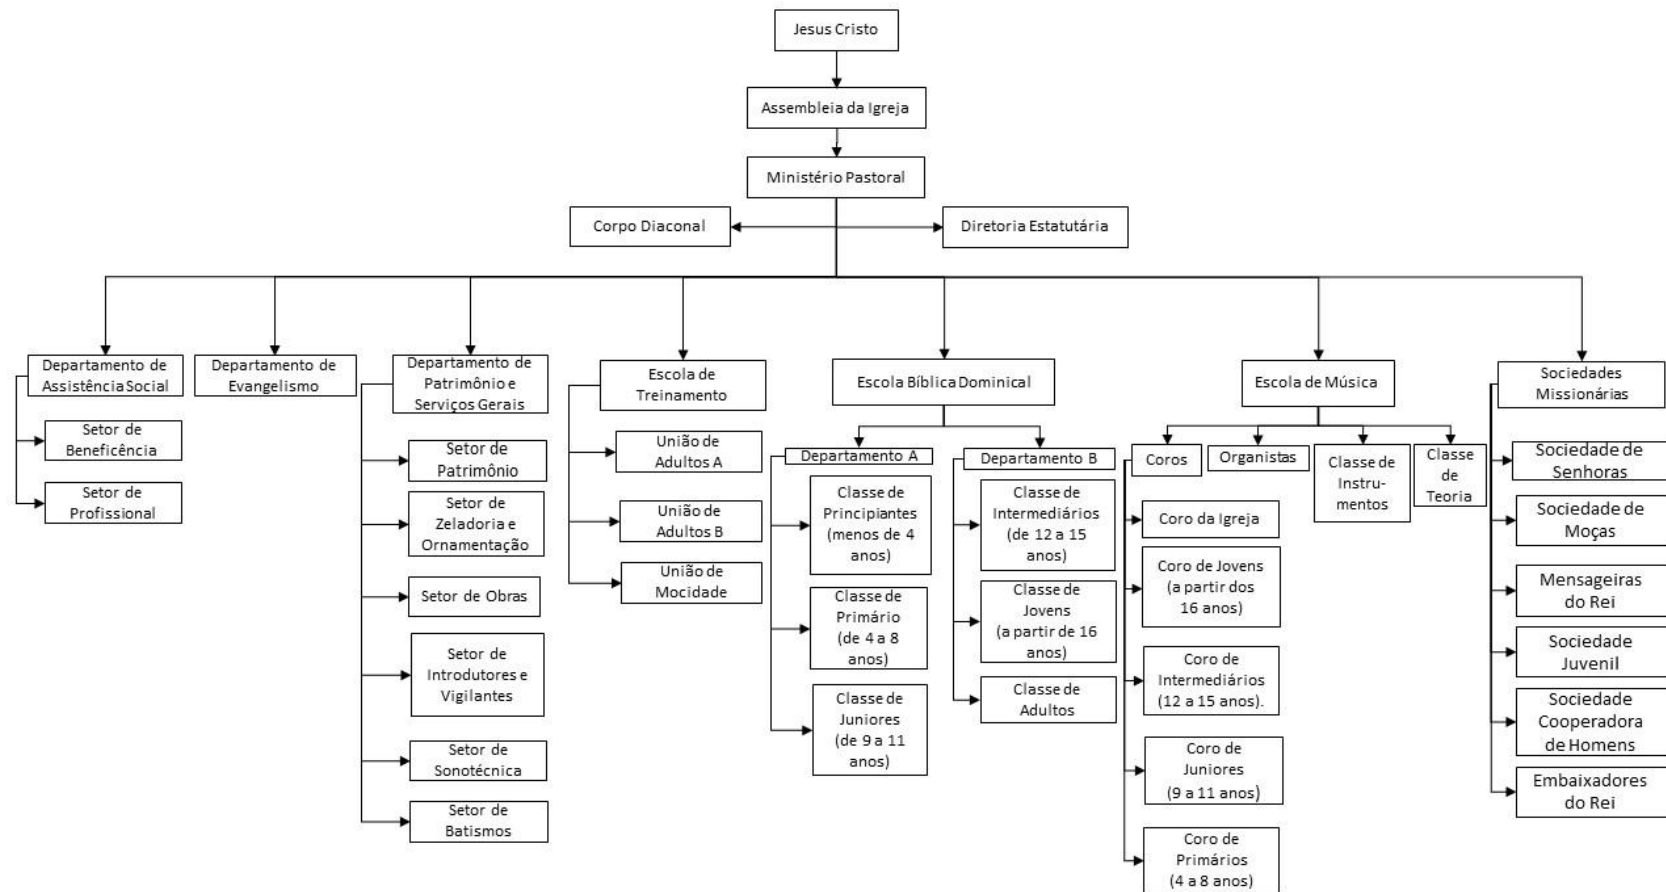 Jesus Cristo
Assembleia da Igreja
Ministério Pastoral
Corpo Diaconal
Diretoria Estatutária
Departamento de
Assistência Social
Setor de
Beneficência
Setor de
Profissional
Departamento de
Evangelismo
Departamento de
Patrimônio e
Serviços Gerais
Setor de
Patrimônio
Setor de
Zeladoria e
Ornamentação
Setor de Obras
Setor de
Introdutores e
Vigilantes
Setor de
Sonotécnica
Setor de
Batismos
Escola de
Treinamento
União de
Adultos A
União de
Adultos B
União de
Mocidade
Escola Bíblica Dominical
Departamento A
Classe de
Principiantes
(menos de 4
anos)
Classe de
Primário
(de 4 a 8
anos)
Classe de
Juniores
(de 9 a 11
anos)
Departamento B
Classe de
Intermediários
(de 12 a 15
anos)
Classe de
Jovens
(a partir de 16
anos)
Classe de
Adultos
Escola de Música
Coros
Coro da Igreja
Coro de Jovens
(a partir dos
16 anos)
Coro de
Intermediários
(12 a 15 anos).
Coro de
Juniores
(9 a 11 anos)
Coro de
Primários
(4 a 8 anos)
Organistas
Classe de
Instru-
mentos
Classe
de
Teoria
Sociedades
Missionárias
Sociedade de
Senhoras
Sociedade de
Moças
Mensageiras
do Rei
Sociedade
Juvenil
Sociedade
Cooperadora
de Homens
Embaixadores
do Rei